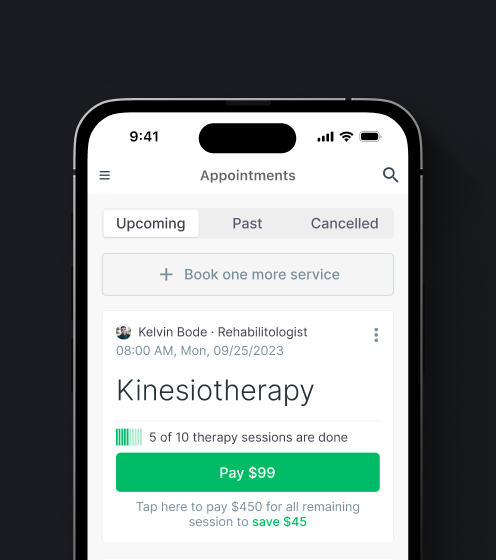 9:41
Appointments
Upcoming Past Cancelled
+ Book one more service
Kelvin Bode · Rehabilitologist
08:00 AM, Mon, 09/25/2023
Kinesiotherapy
5 of 10 therapy sessions are done
Pay $99
Tap here to pay $450 for all remaining
session to save $45